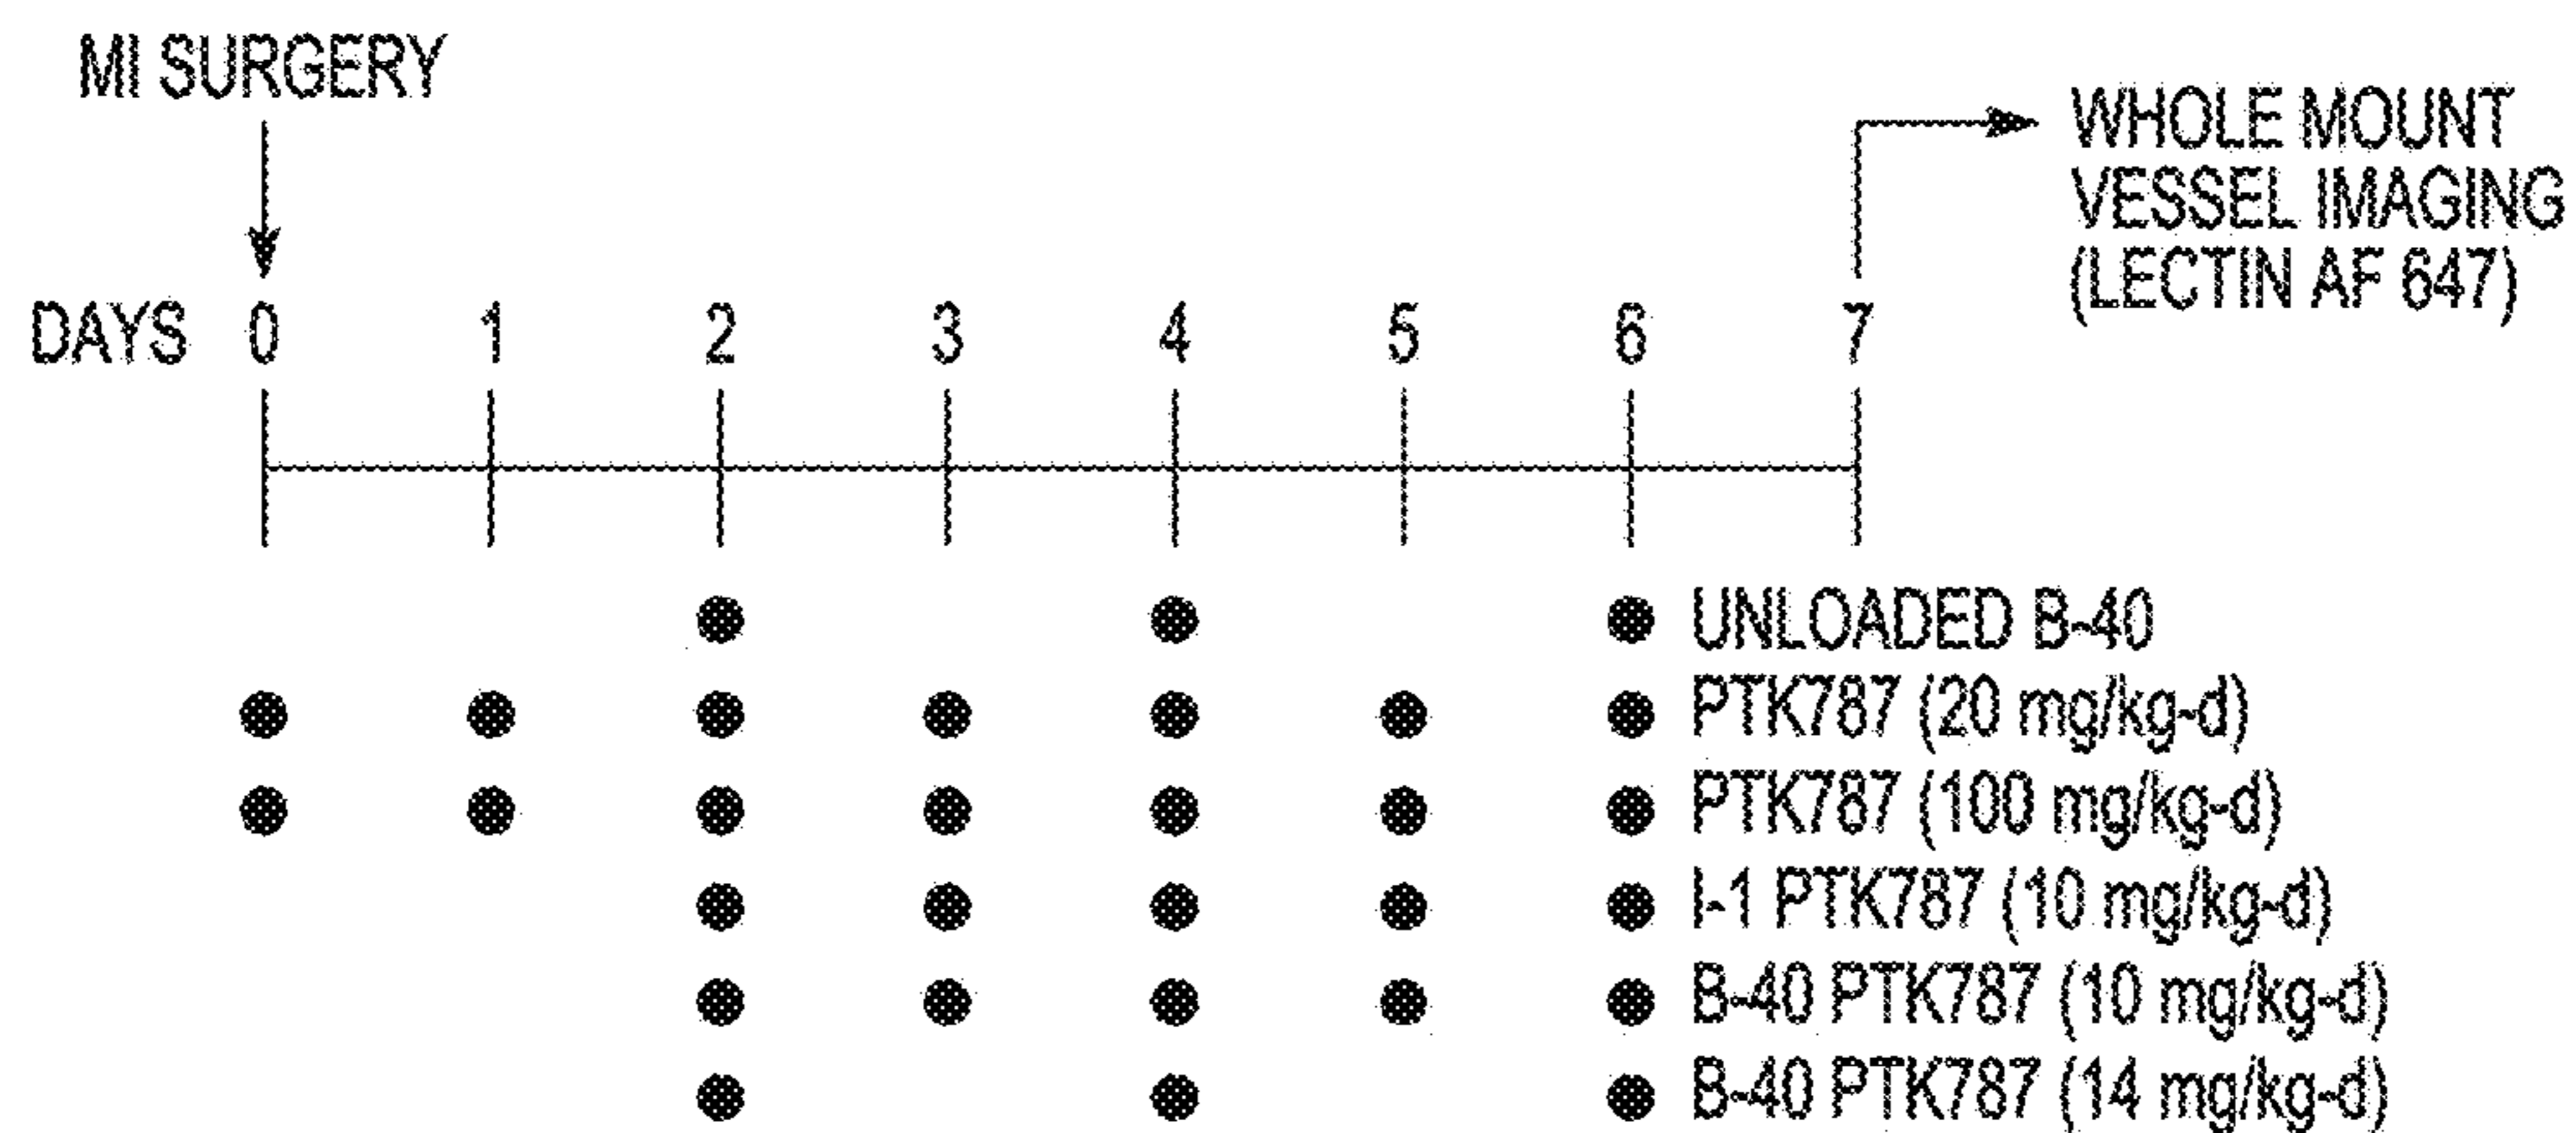 MI SURGERY
WHOLE MOUNT
VESSEL IMAGING
(LECTIN AF 647)
DAYS 0 1 2 3 4 5 6 7
UNLOADED B-40
PTK787 (20 mg/kg-d)
PTK787 (100 mg/kg-d)
I-1 PTK787 (10 mg/kg-d)
B-40 PTK787 (10 mg/kg-d)
B-40 PTK787 (14 mg/kg-d)